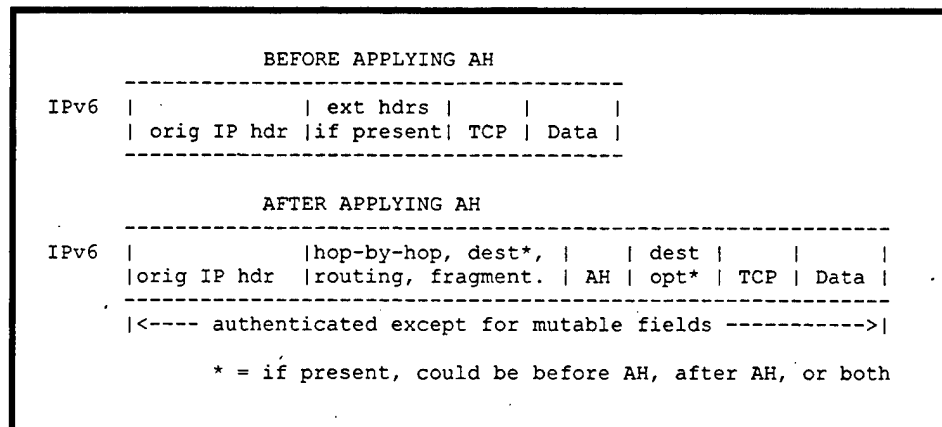 BEFORE APPLYING AH
---------------------------------------
IPv6 | | ext hdrs | | |
| orig IP hdr |if present| TCP | Data |
---------------------------------------
AFTER APPLYING AH
------------------------------------------------------------
IPv6 | |hop-by-hop, dest*, | | dest | | |
|orig IP hdr |routing, fragment. | AH | opt* | TCP | Data |
------------------------------------------------------------
|<---- authenticated except for mutable fields ----------->|
* = if present, could be before AH, after AH, or both